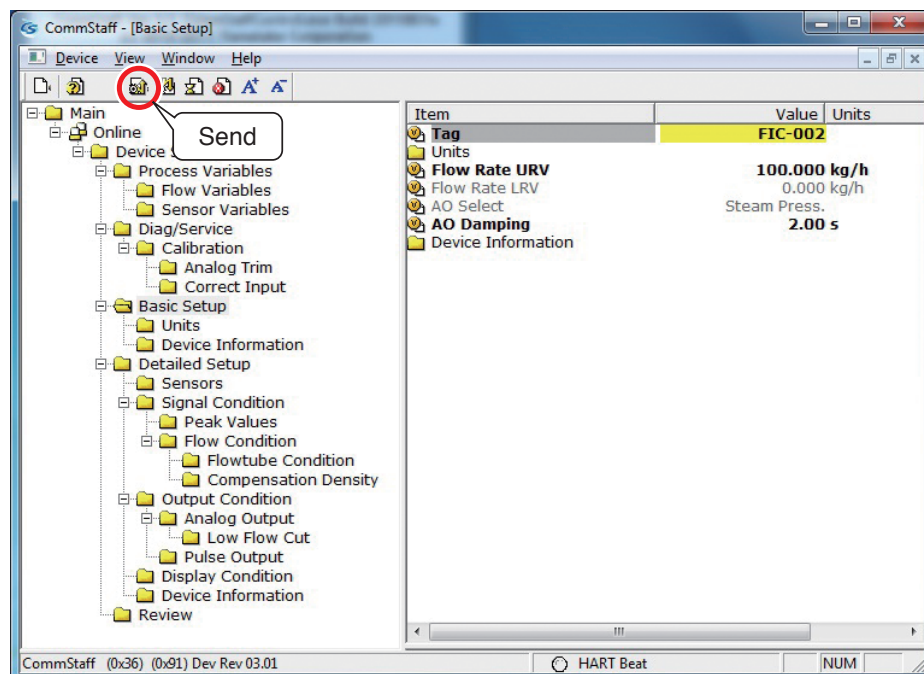 CommStaff - [Basic Setup]
Device View Window Help
Send
Main
Online
Device S
Process Variables
Flow Variables
Sensor Variables
Diag/Service
Calibration
Analog Trim
Correct Input
Basic Setup
Units
Device Information
Detailed Setup
Sensors
Signal Condition
Peak Values
Flow Condition
Flowtube Condition
Compensation Density
Output Condition
Analog Output
Low Flow Cut
Pulse Output
Display Condition
Device Information
Review
Item Value Units
Tag FIC-002
Units
Flow Rate URV 100.000 kg/h
Flow Rate LRV 0.000 kg/h
AO Select Steam Press.
AO Damping 2.00 s
Device Information
CommStaff (0x36) (0x91) Dev Rev 03.01 HART Beat NUM